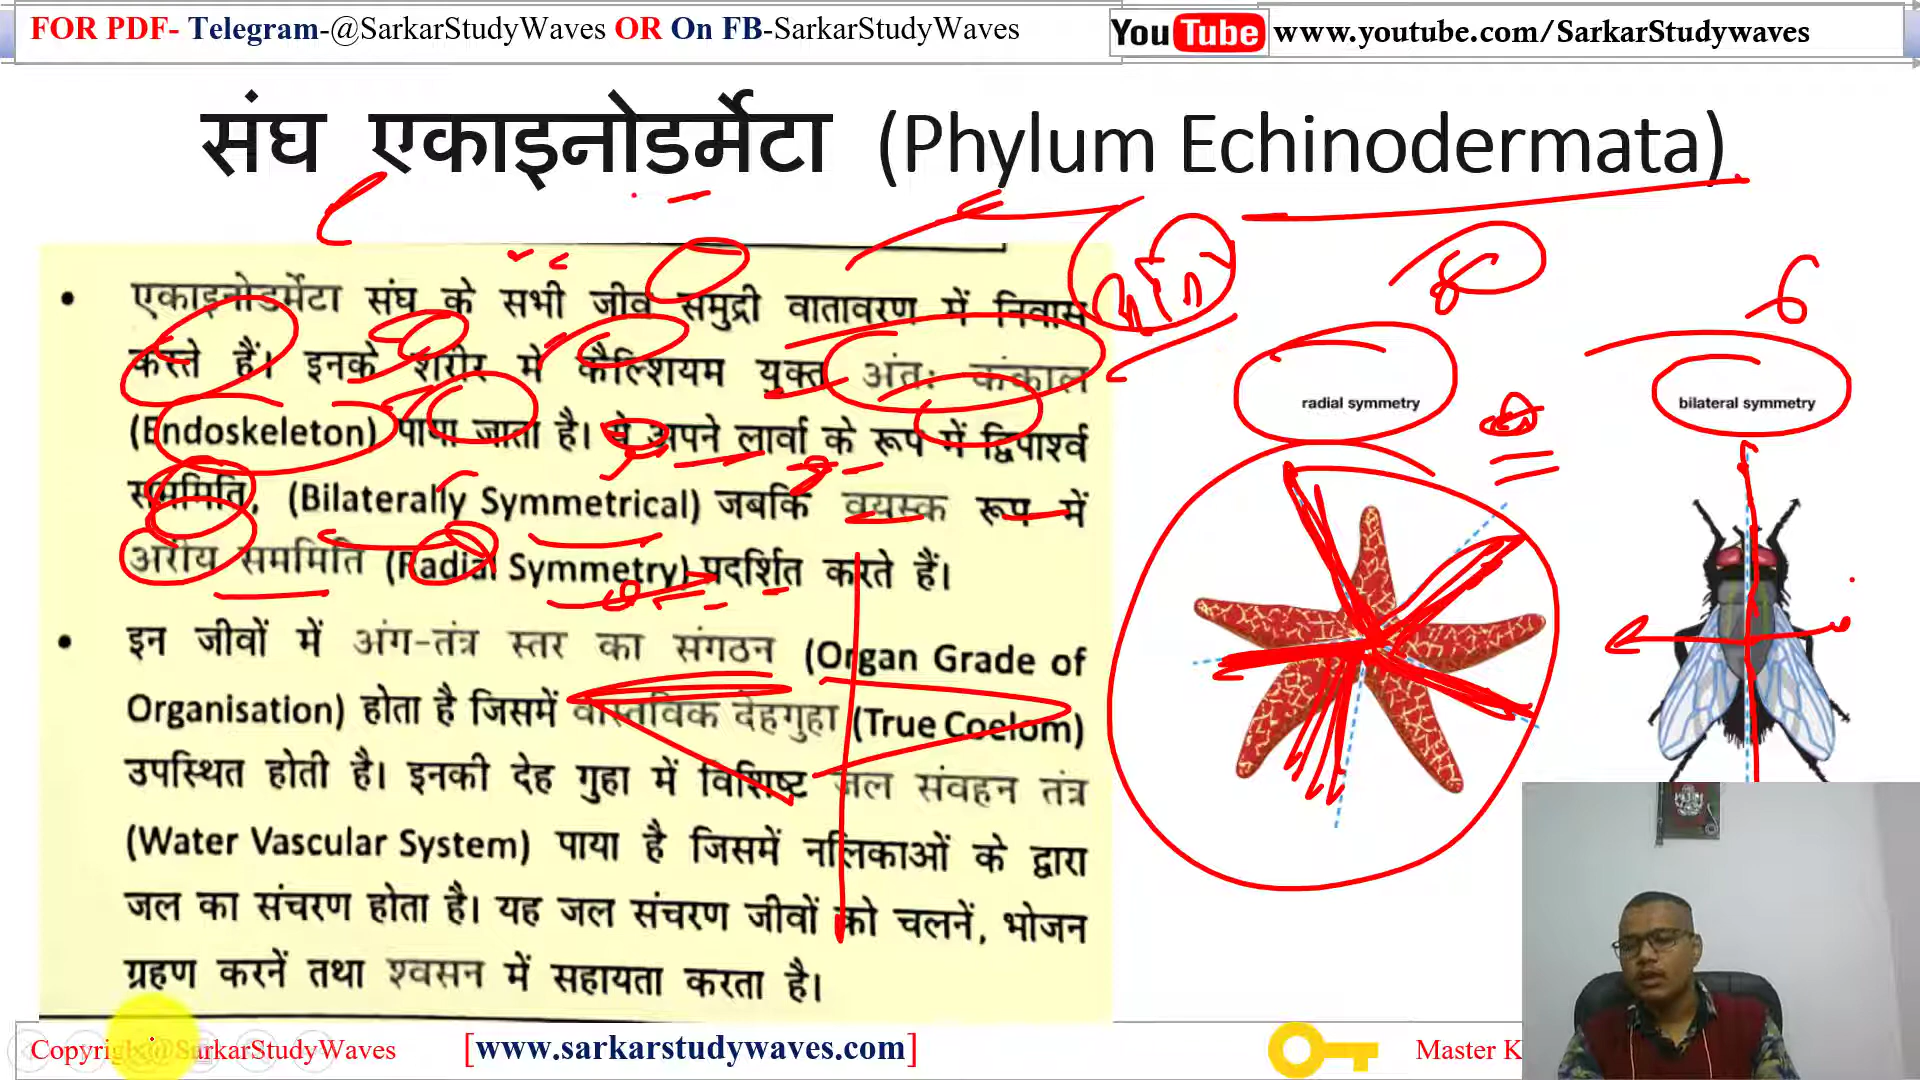 FOR PDF- Telegram-@SarkarStudyWaves OR On FB-SarkarStudyWaves
YouTube www.youtube.com/SarkarStudywaves
संघ एकाइनोडर्मेटा (Phylum Echinodermata)
• एकाइनोडर्मेटा संघ के सभी जीव समुद्री वातावरण में निवास
करते हैं। इनके शरीर में कैल्शियम युक्त अंतः कंकाल
(Endoskeleton) पाया जाता है। ये अपने लार्वा के रूप में द्विपार्श्व
सममिति, (Bilaterally Symmetrical) जबकि वयस्क रूप में
अरीय सममिति (Radial Symmetry) पदर्शित करते हैं।
• इन जीवों में अंग-तंत्र स्तर का संगठन (Organ Grade of
Organisation) होता है जिसमें वास्तविक देहगुहा (True Coelom)
उपस्थित होती है। इनकी देह गुहा में विशिष्ट जल संवहन तंत्र
(Water Vascular System) पाया है जिसमें नलिकाओं के द्वारा
जल का संचरण होता है। यह जल संचरण जीवों को चलनें, भोजन
ग्रहण करनें तथा श्वसन में सहायता करता है।
radial symmetry
bilateral symmetry
Copyright@SarkarStudyWaves
[www.sarkarstudywaves.com]
Master K